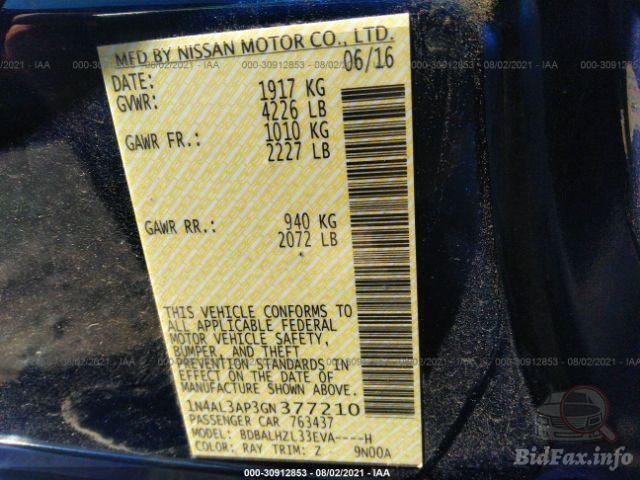 MFD BY NISSAN MOTOR CO., LTD.
DATE: 06/16
GVWR: 1917 KG
4226 LB
GAWR FR.: 1010 KG
2227 LB
GAWR RR.: 940 KG
2072 LB
THIS VEHICLE CONFORMS TO
ALL APPLICABLE FEDERAL
MOTOR VEHICLE SAFETY,
BUMPER, AND THEFT
PREVENTION STANDARDS IN
EFFECT ON THE DATE OF
MANUFACTURE SHOWN ABOVE.
1N4AL3AP3GN377210
PASSENGER CAR 763437
MODEL: BDBALHZL33EVA----H
COLOR: RAY TRIM: Z 9N00A
000-30912853 - 08/02/2021 - IAA
BidFax.info